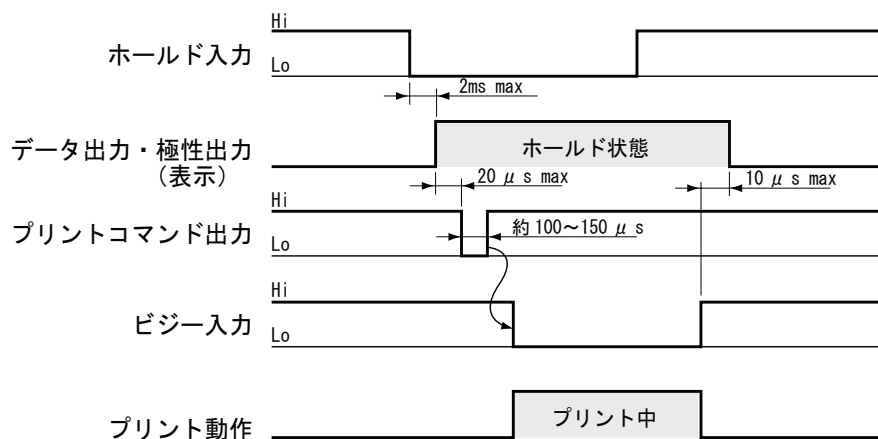 Hi
ホールド入力
Lo
2ms max
データ出力・極性出力
(表示)
ホールド状態
20 μ s max
10 μ s max
Hi
プリントコマンド出力
Lo
約 100～150 μ s
Hi
ビジー入力
Lo
プリント動作
プリント中